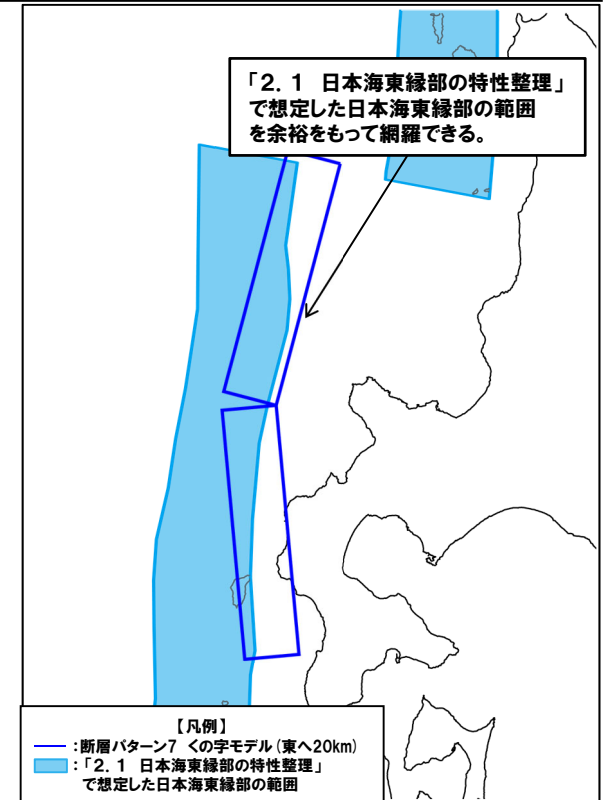 「２．１　日本海東縁部の特性整理」
で想定した日本海東縁部の範囲
を余裕をもって網羅できる。
【凡例】
：断層パターン7　くの字モデル（東へ20km）
：「２．１　日本海東縁部の特性整理」
で想定した日本海東縁部の範囲